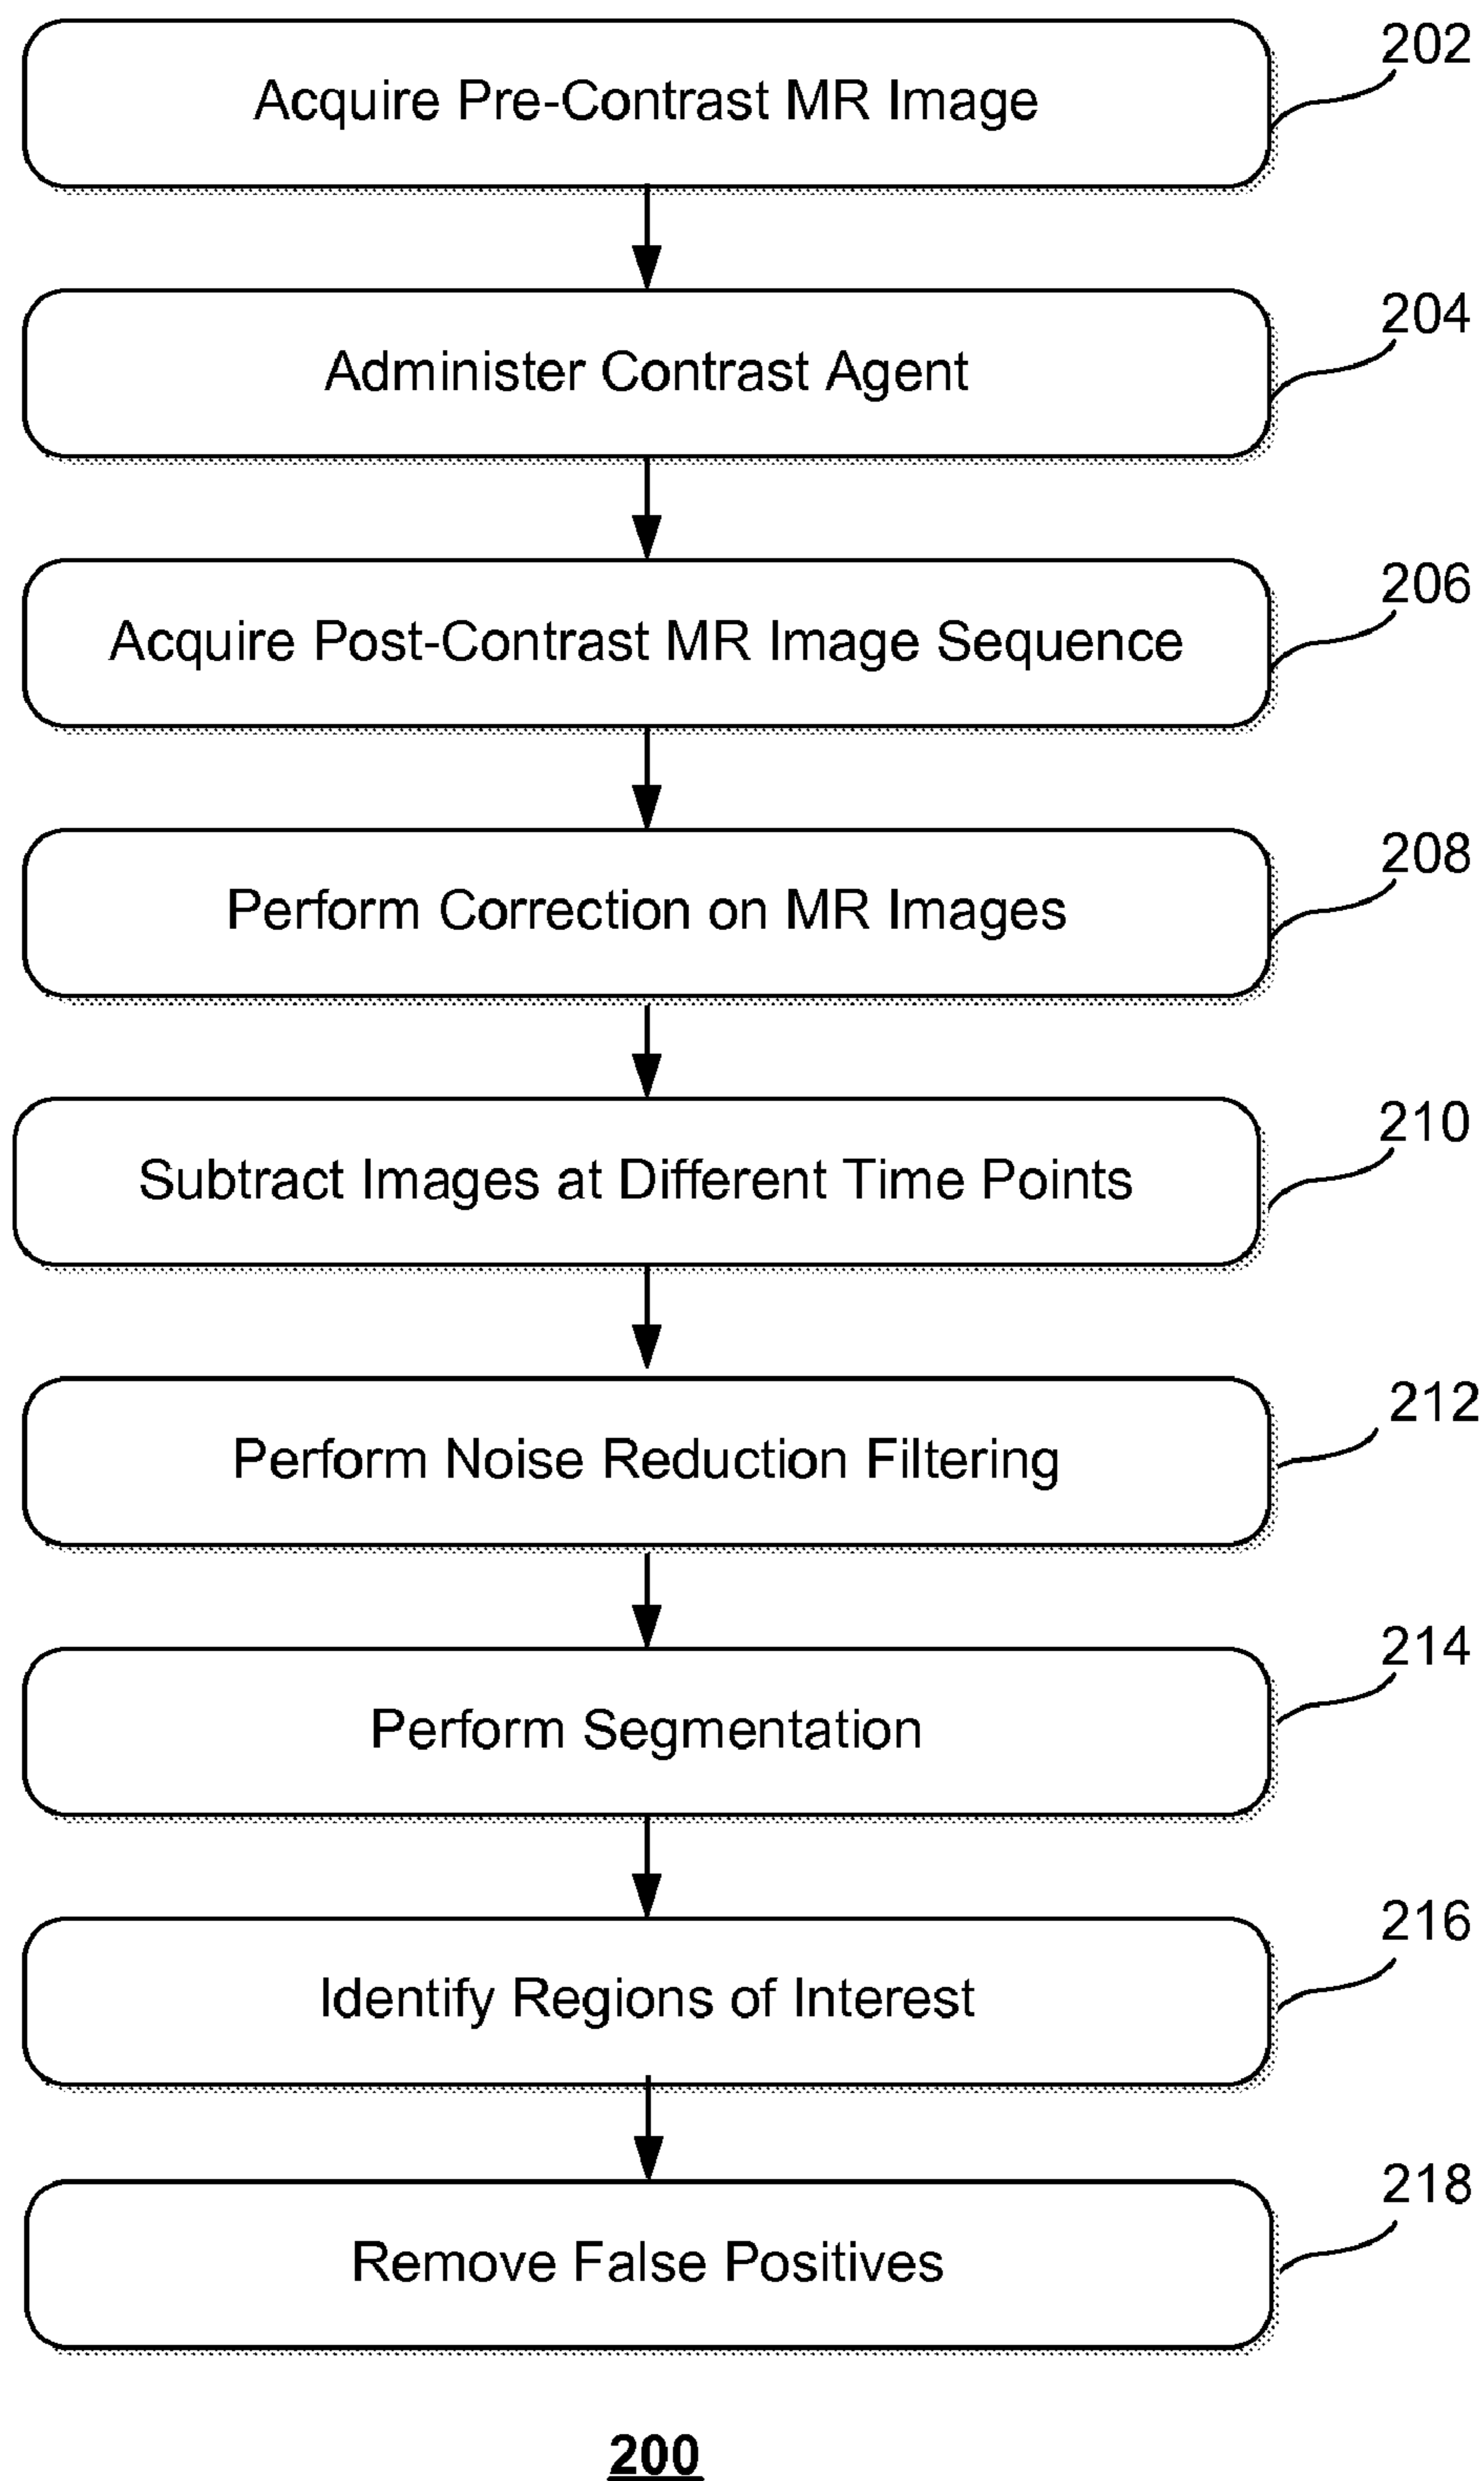 Acquire Pre-Contrast MR Image
202
Administer Contrast Agent
204
Acquire Post-Contrast MR Image Sequence
206
Perform Correction on MR Images
208
Subtract Images at Different Time Points
210
Perform Noise Reduction Filtering
212
Perform Segmentation
214
Identify Regions of Interest
216
Remove False Positives
218
200